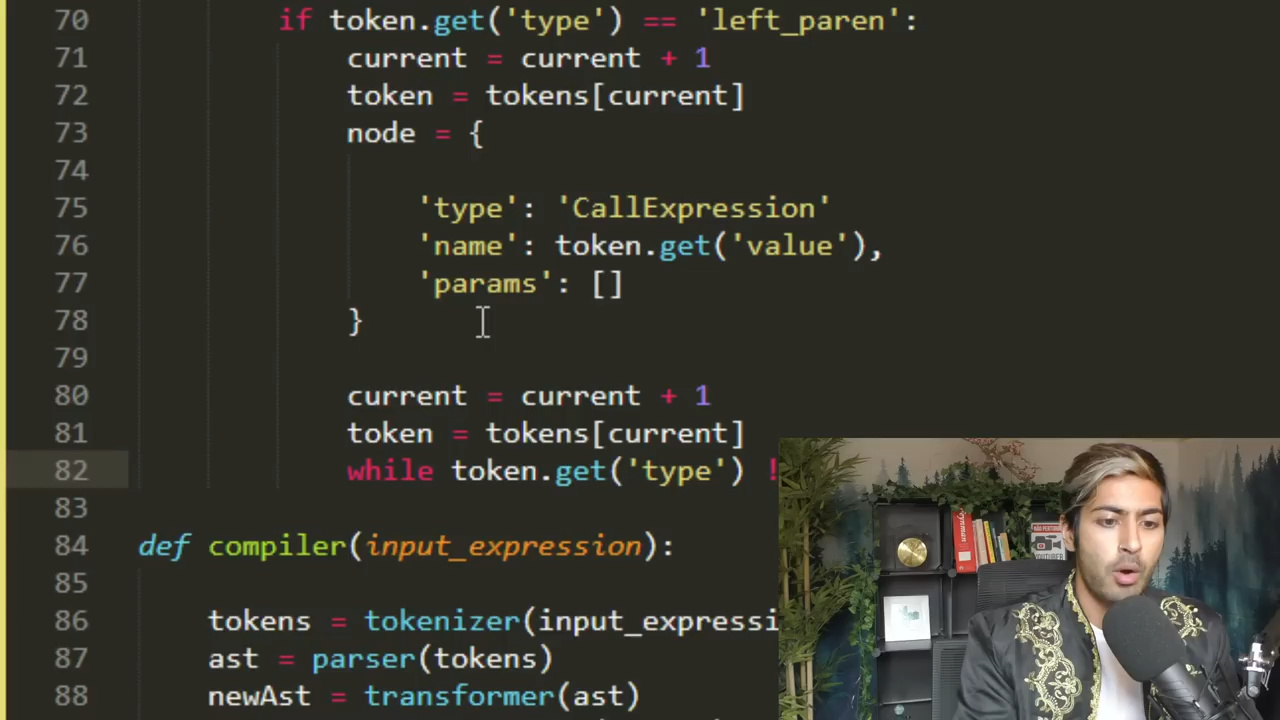 70 if token.get('type') == 'left_paren':
71 current = current + 1
72 token = tokens[current]
73 node = {
74
75 'type': 'CallExpression'
76 'name': token.get('value'),
77 'params': []
78 }
79
80 current = current + 1
81 token = tokens[current]
82 while token.get('type') !
83
84 def compiler(input_expression):
85
86 tokens = tokenizer(input_expressi
87 ast = parser(tokens)
88 newAst = transformer(ast)